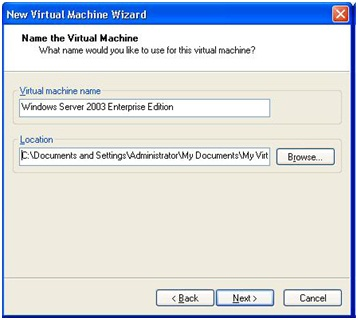 New Virtual Machine Wizard
Name the Virtual Machine
What name would you like to use for this virtual machine?
Virtual machine name
Windows Server 2003 Enterprise Edition
Location
C:\Documents and Settings\Administrator\My Documents\My Virt
Browse...
< Back
Next >
Cancel